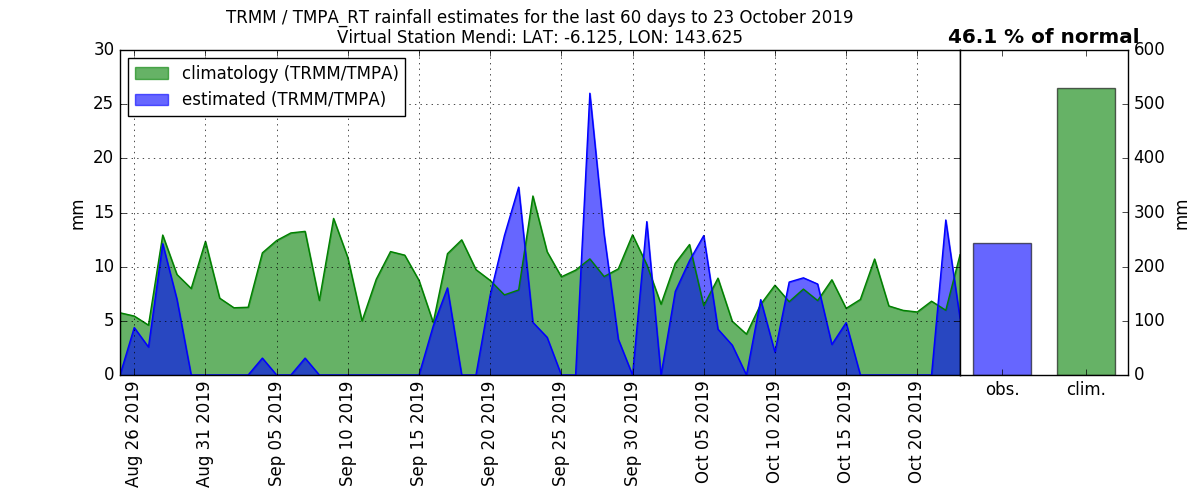 TRMM / TMPA_RT rainfall estimates for the last 60 days to 23 October 2019
Virtual Station Mendi: LAT: -6.125, LON: 143.625
46.1 % of normal
climatology (TRMM/TMPA)
estimated (TRMM/TMPA)
30
25
20
15
10
5
0
mm
Aug 26 2019
Aug 31 2019
Sep 05 2019
Sep 10 2019
Sep 15 2019
Sep 20 2019
Sep 25 2019
Sep 30 2019
Oct 05 2019
Oct 10 2019
Oct 15 2019
Oct 20 2019
obs.
clim.
600
500
400
300
200
100
0
mm